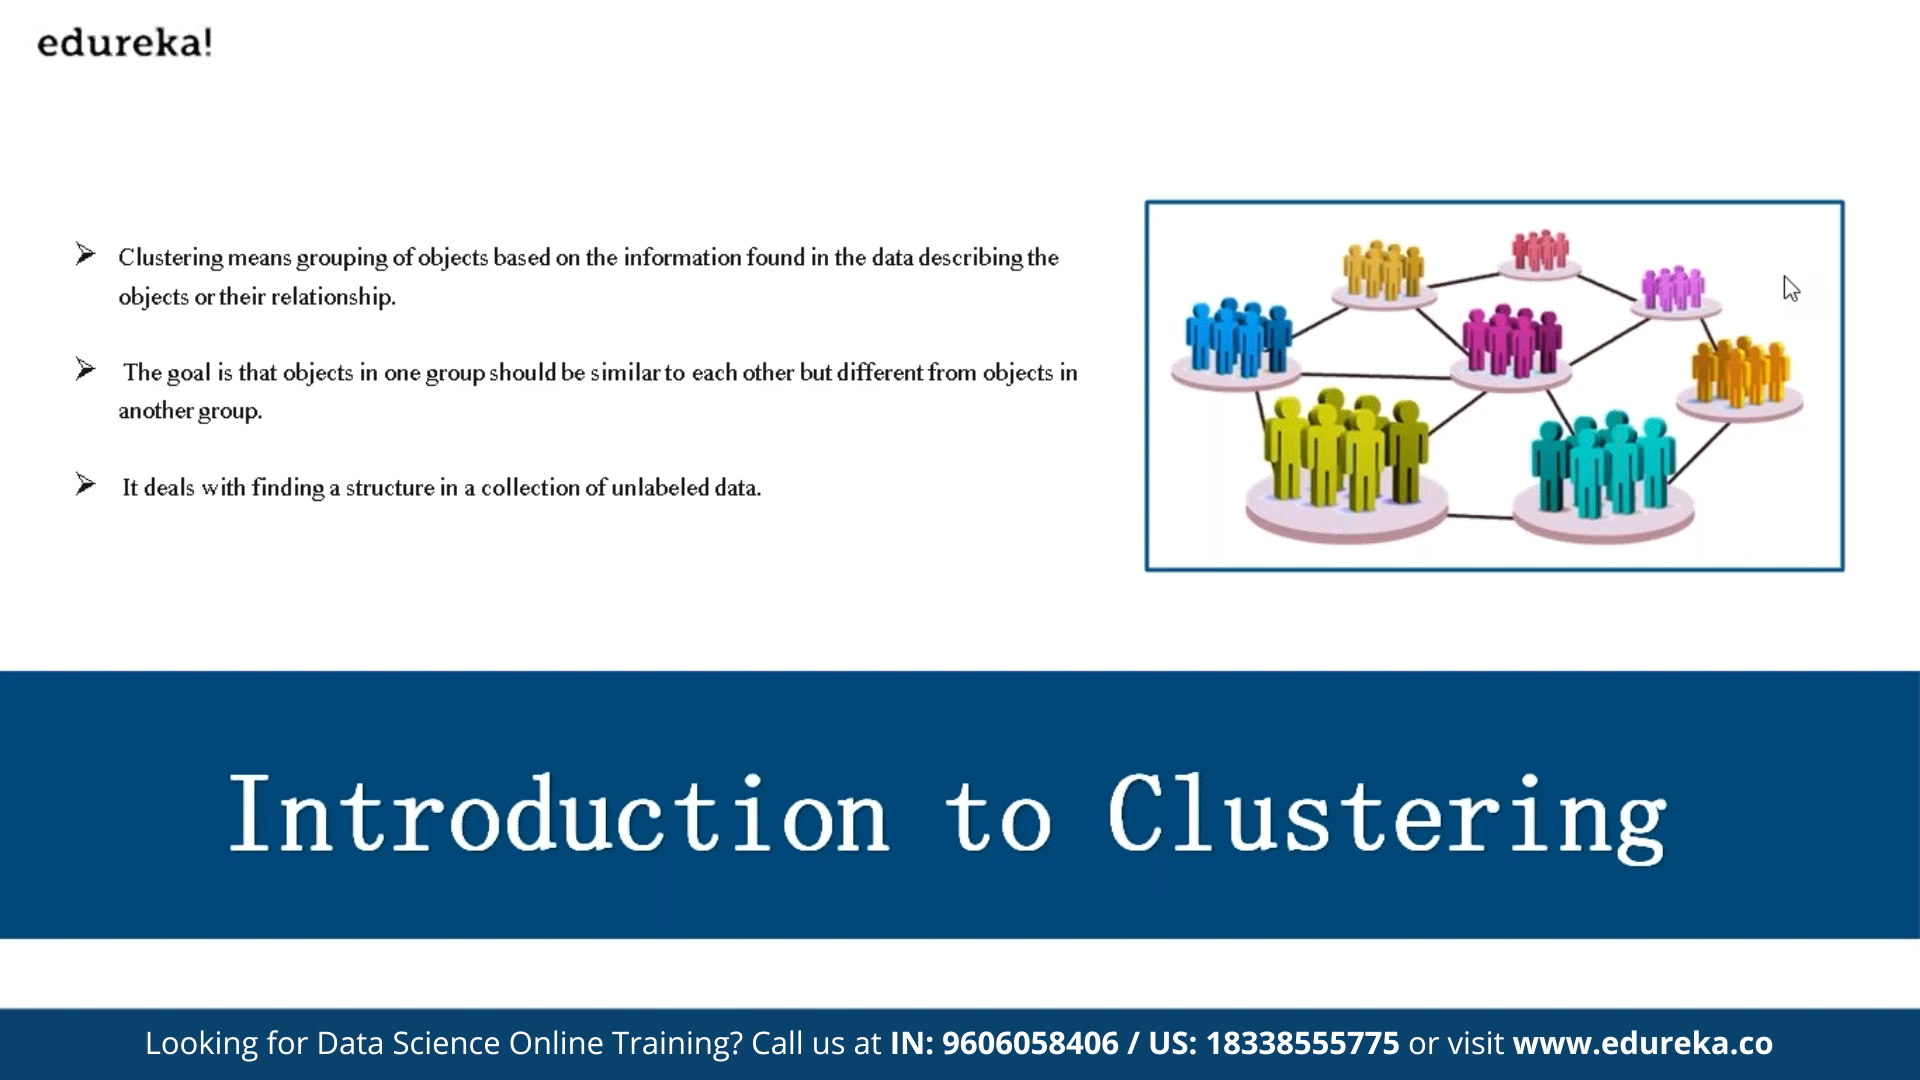 edureka!
Clustering means grouping of objects based on the information found in the data describing the
objects or their relationship.
The goal is that objects in one group should be similar to each other but different from objects in
another group.
It deals with finding a structure in a collection of unlabeled data.
Introduction to Clustering
Looking for Data Science Online Training? Call us at IN: 9606058406 / US: 18338555775 or visit www.edureka.co